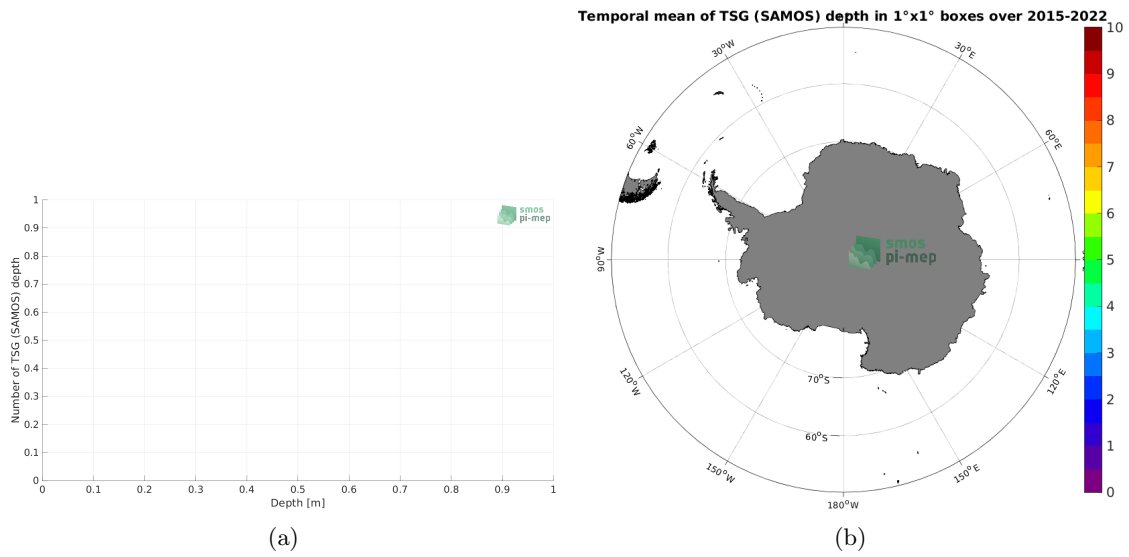 Temporal mean of TSG (SAMOS) depth in 1°x1° boxes over 2015-2022
Number of TSG (SAMOS) depth
1
0.9
0.8
0.7
0.6
0.5
0.4
0.3
0.2
0.1
0
0 0.1 0.2 0.3 0.4 0.5 0.6 0.7 0.8 0.9 1
Depth [m]
smos
pi-mep
(a)
30°W
30°E
60°W
60°E
90°W
120°W
120°E
150°W
150°E
180°W
70°S
60°S
smos
pi-mep
10
9
8
7
6
5
4
3
2
1
0
(b)